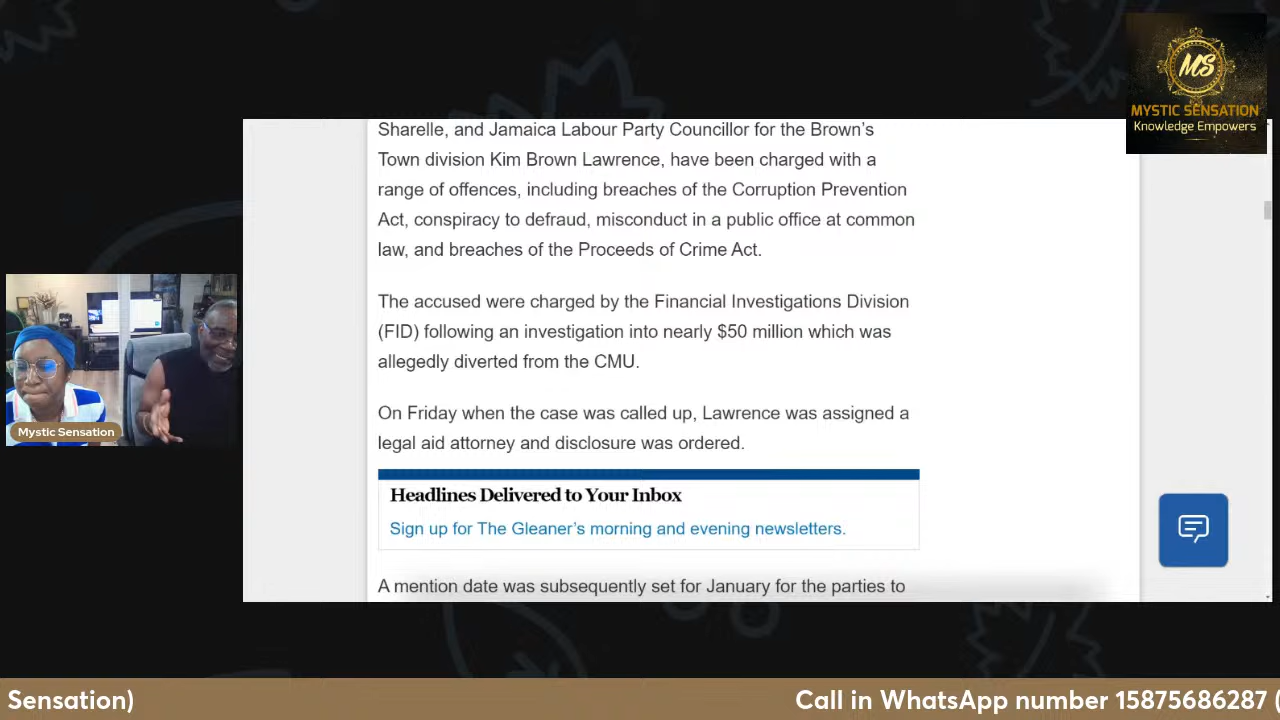 MS
MYSTIC SENSATION
Knowledge Empowers
Sharelle, and Jamaica Labour Party Councillor for the Brown's
Town division Kim Brown Lawrence, have been charged with a
range of offences, including breaches of the Corruption Prevention
Act, conspiracy to defraud, misconduct in a public office at common
law, and breaches of the Proceeds of Crime Act.
The accused were charged by the Financial Investigations Division
(FID) following an investigation into nearly $50 million which was
allegedly diverted from the CMU.
On Friday when the case was called up, Lawrence was assigned a
legal aid attorney and disclosure was ordered.
Headlines Delivered to Your Inbox
Sign up for The Gleaner's morning and evening newsletters.
A mention date was subsequently set for January for the parties to
Mystic Sensation
Sensation)
Call in WhatsApp number 15875686287 (